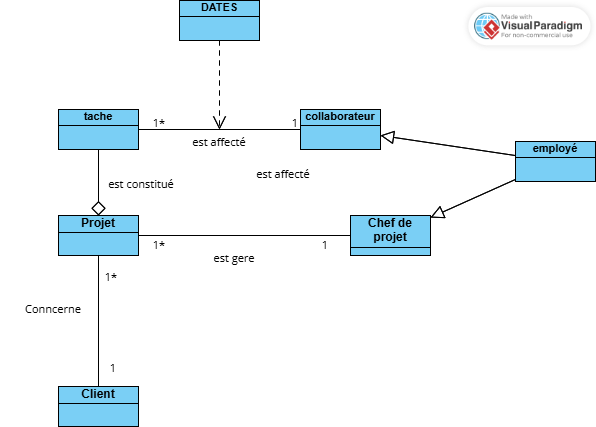 DATES
Made with
Visual Paradigm
For non-commercial use
tache
1*
1
collaborateur
est affecté
employé
est affecté
est constitué
Projet
1*
1
Chef de
projet
est gere
1*
Conncerne
1
Client